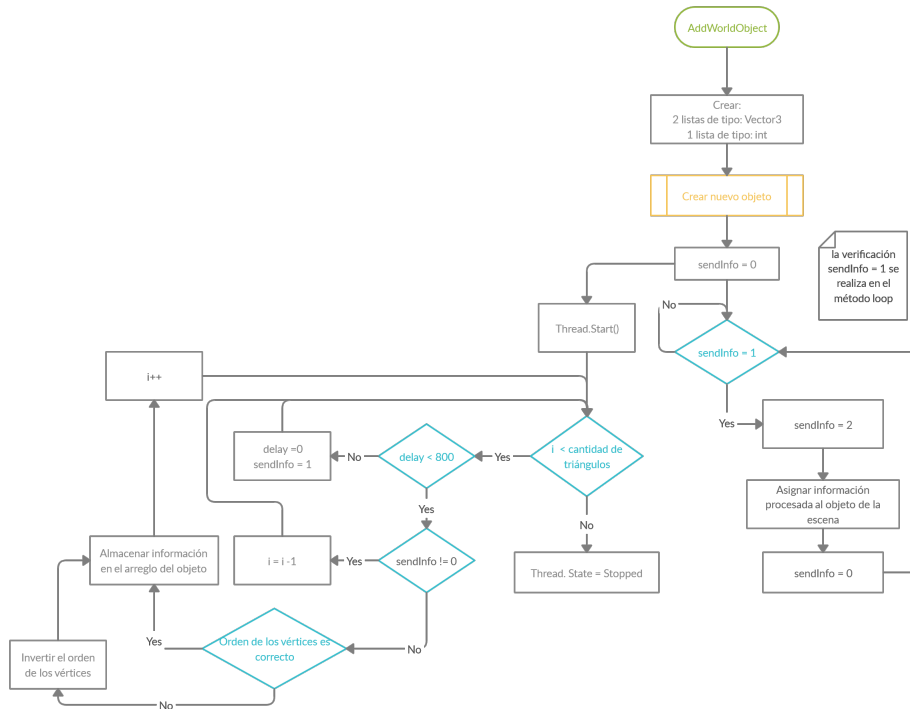 AddWorldObject
Crear:
2 listas de tipo: Vector3
1 lista de tipo: int
Crear nuevo objeto
sendInfo = 0
la verificación
sendInfo = 1 se
realiza en el
método loop
No
Thread.Start()
sendInfo = 1
i++
Yes
sendInfo = 2
delay =0
sendInfo = 1
No
delay < 800
Yes
i < cantidad de
triángulos
Yes
No
Asignar información
procesada al objeto de la
escena
Almacenar información
en el arreglo del objeto
i = i -1
Yes
sendInfo != 0
Thread. State = Stopped
sendInfo = 0
Yes
Orden de los vértices es
correcto
No
Invertir el orden
de los vértices
No